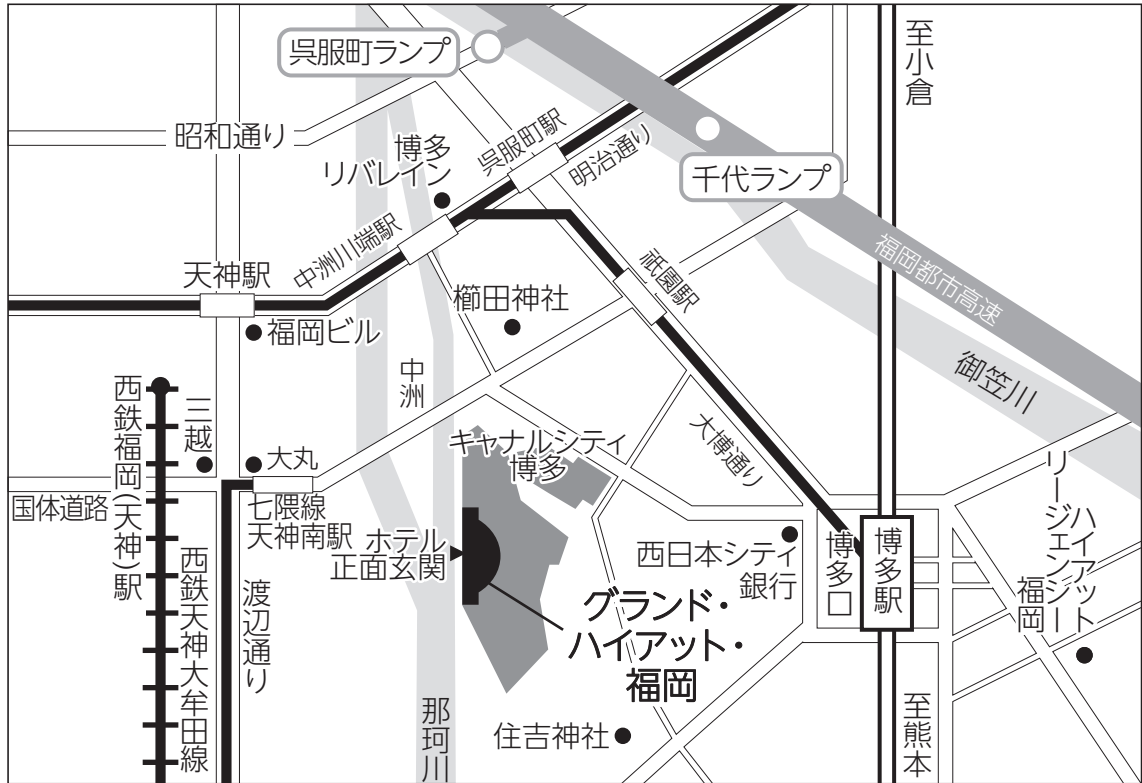 呉服町ランプ
至小倉
昭和通り
博多
リバレイン
呉服町駅
明治通り
千代ランプ
中洲川端駅
天神駅
福岡ビル
櫛田神社
祇園駅
福岡都市高速
御笠川
中洲
西鉄福岡(天神)駅
三越
大丸
キャナルシティ
博多
大博通り
国体道路
七隈線
天神南駅
ホテル
正面玄関
西日本シティ
銀行
博多口
博多駅
ハイアット
リージェンシー
福岡
西鉄天神大牟田線
渡辺通り
グランド・
ハイアット・
福岡
那珂川
住吉神社
至熊本